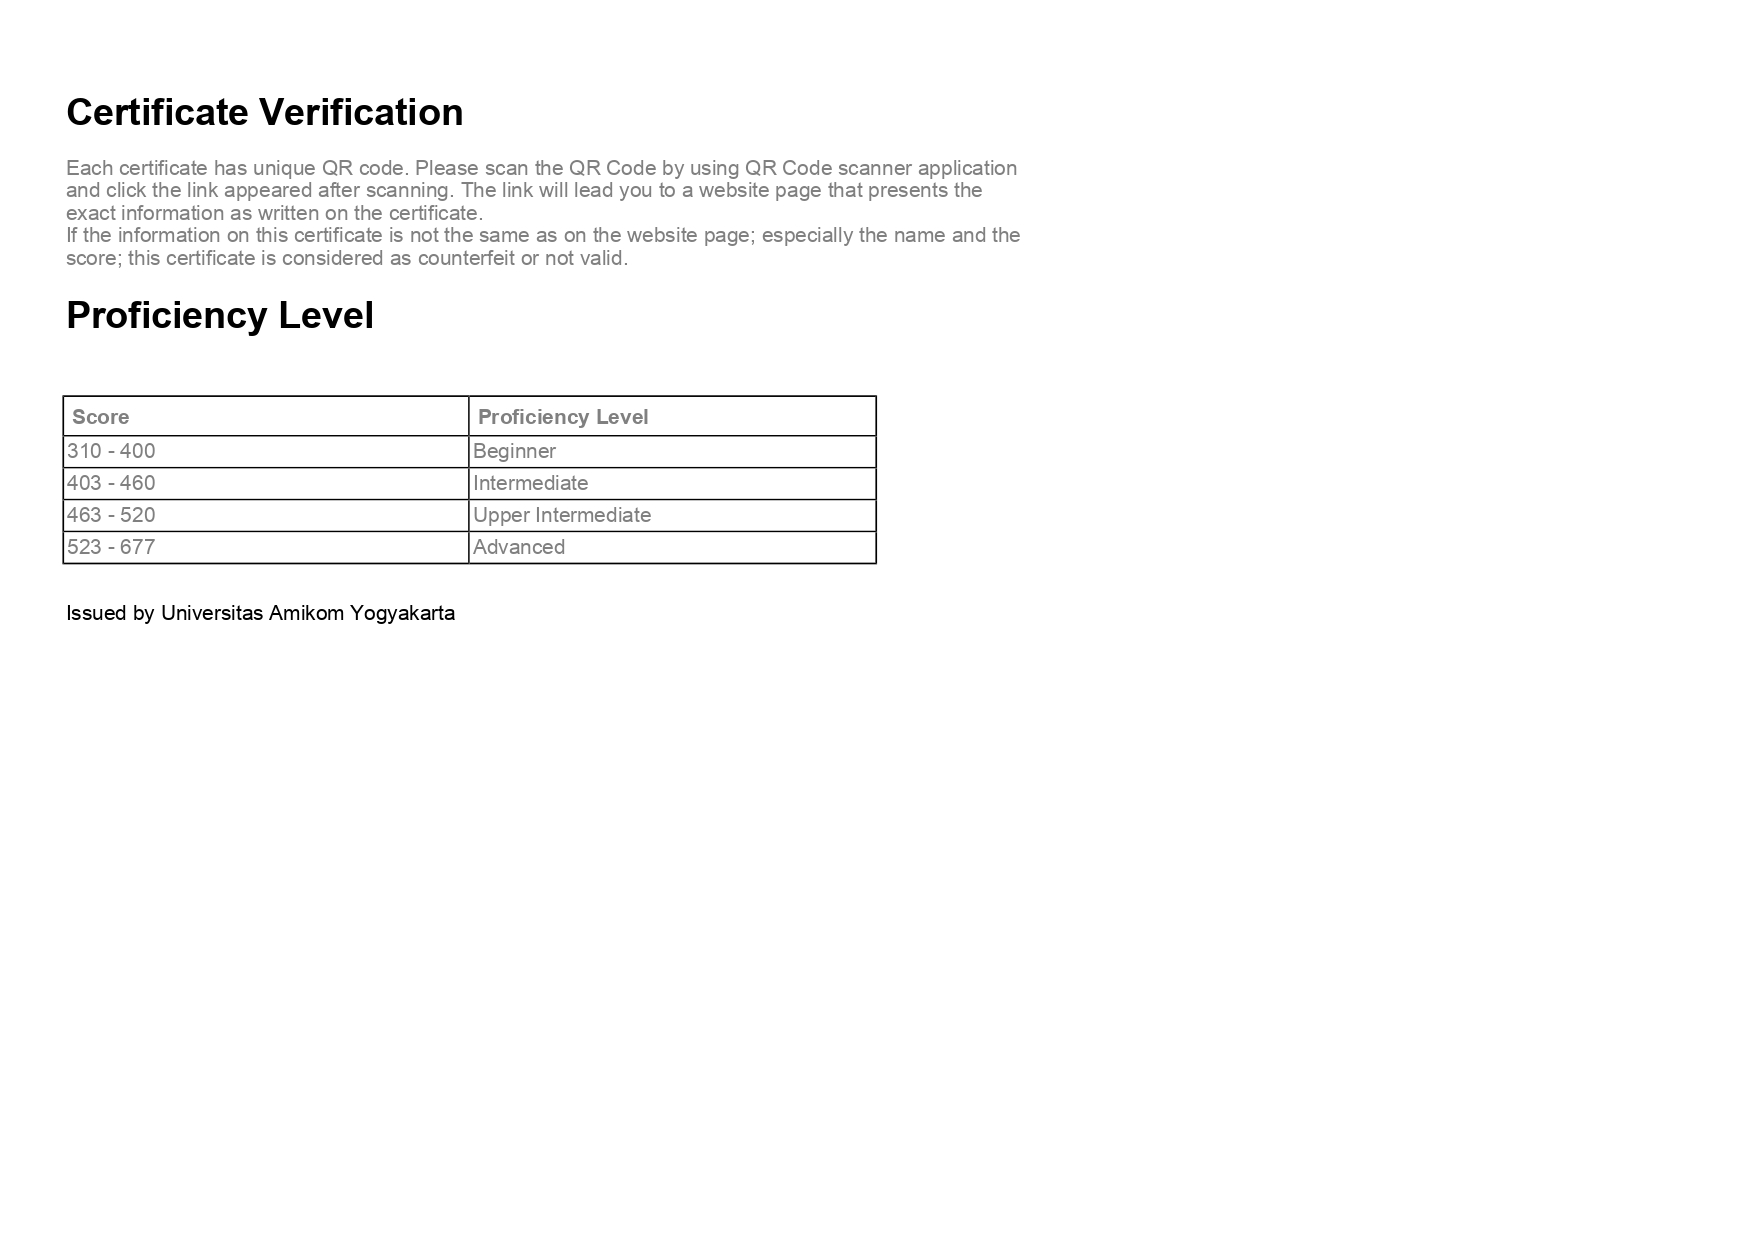 Certificate Verification
Each certificate has unique QR code. Please scan the QR Code by using QR Code scanner application
and click the link appeared after scanning. The link will lead you to a website page that presents the
exact information as written on the certificate.
If the information on this certificate is not the same as on the website page; especially the name and the
score; this certificate is considered as counterfeit or not valid.
Proficiency Level
Score Proficiency Level
310 - 400 Beginner
403 - 460 Intermediate
463 - 520 Upper Intermediate
523 - 677 Advanced
Issued by Universitas Amikom Yogyakarta